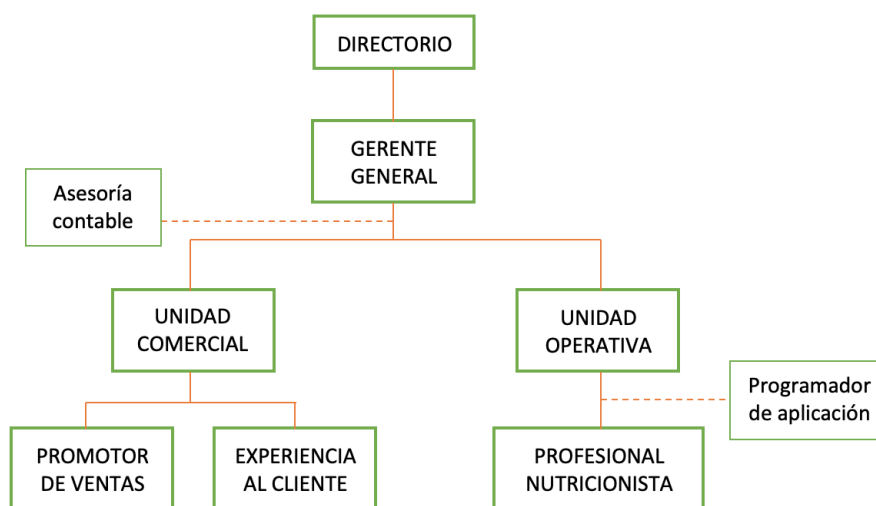 DIRECTORIO
GERENTE
GENERAL
Asesoría
contable
UNIDAD
COMERCIAL
UNIDAD
OPERATIVA
Programador
de aplicación
PROMOTOR
DE VENTAS
EXPERIENCIA
AL CLIENTE
PROFESIONAL
NUTRICIONISTA